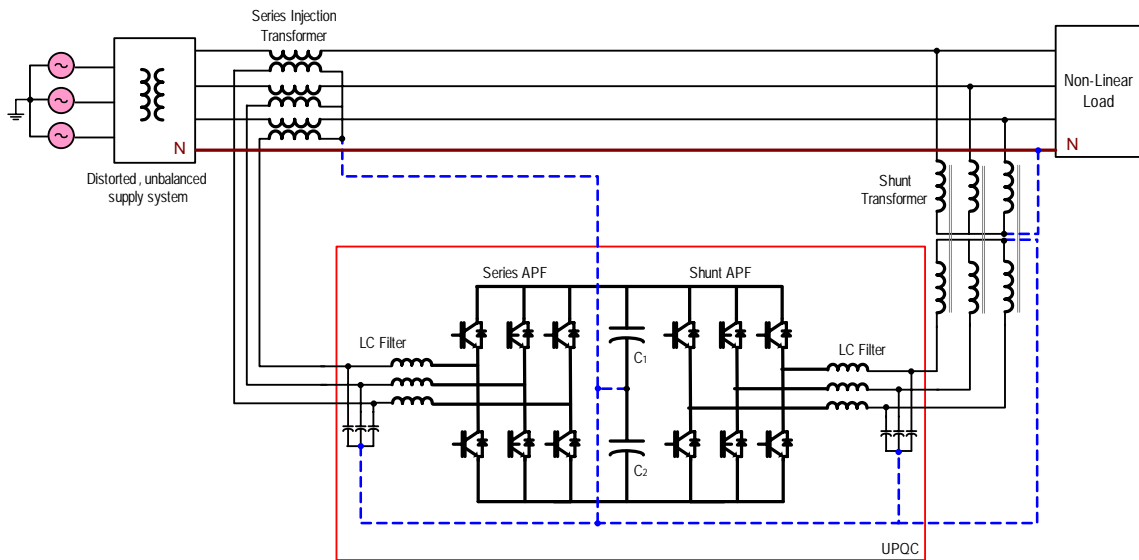 Series Injection
Transformer
N
Distorted, unbalanced
supply system
Non-Linear
Load
N
Shunt
Transformer
Series APF
Shunt APF
LC Filter
C1
LC Filter
C2
UPQC